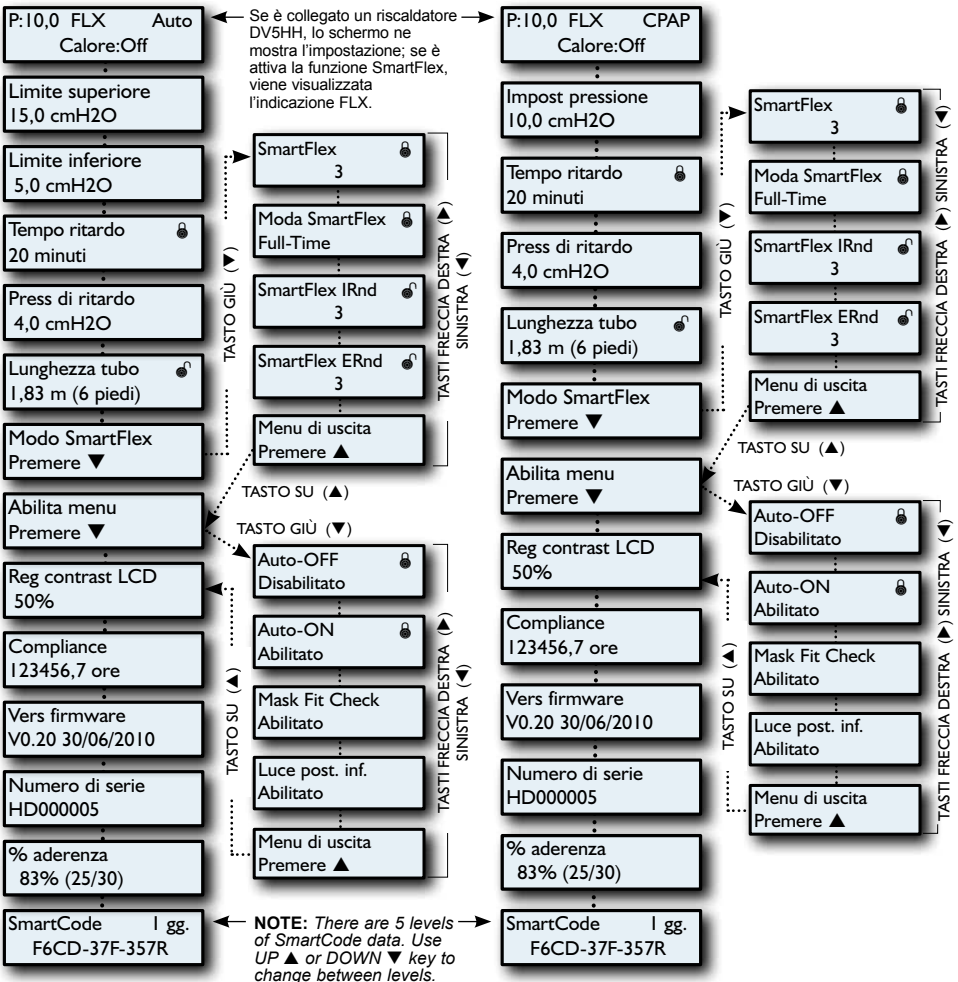 P:10,0 FLX Auto
Calore:Off
Limite superiore
15,0 cmH2O
Limite inferiore
5,0 cmH2O
Tempo ritardo
20 minuti
Press di ritardo
4,0 cmH2O
Lunghezza tubo
1,83 m (6 piedi)
Modo SmartFlex
Premere ▼
Abilita menu
Premere ▼
Reg contrast LCD
50%
Compliance
123456,7 ore
Vers firmware
V0.20 30/06/2010
Numero di serie
HD000005
% aderenza
83% (25/30)
SmartCode 1 gg.
F6CD-37F-357R
Se è collegato un riscaldatore
DV5HH, lo schermo ne
mostra l'impostazione; se è
attiva la funzione SmartFlex,
viene visualizzata
l'indicazione FLX.
TASTO GIÙ (▼)
SmartFlex
3
Moda SmartFlex
Full-Time
SmartFlex IRnd
3
SmartFlex ERnd
3
Menu di uscita
Premere ▲
TASTI FRECCIA DESTRA (▲)
SINISTRA (▼)
TASTO SU (▲)
TASTO GIÙ (▼)
Auto-OFF
Disabilitato
Auto-ON
Abilitato
Mask Fit Check
Abilitato
Luce post. inf.
Abilitato
Menu di uscita
Premere ▲
TASTO SU (▲)
TASTI FRECCIA DESTRA (▲)
SINISTRA (▼)
NOTE: There are 5 levels
of SmartCode data. Use
UP ▲ or DOWN ▼ key to
change between levels.
P:10,0 FLX CPAP
Calore:Off
Impost pressione
10,0 cmH2O
Tempo ritardo
20 minuti
Press di ritardo
4,0 cmH2O
Lunghezza tubo
1,83 m (6 piedi)
Modo SmartFlex
Premere ▼
Abilita menu
Premere ▼
Reg contrast LCD
50%
Compliance
123456,7 ore
Vers firmware
V0.20 30/06/2010
Numero di serie
HD000005
% aderenza
83% (25/30)
SmartCode 1 gg.
F6CD-37F-357R
TASTO GIÙ (▼)
SmartFlex
3
Moda SmartFlex
Full-Time
SmartFlex IRnd
3
SmartFlex ERnd
3
Menu di uscita
Premere ▲
TASTI FRECCIA DESTRA (▲) SINISTRA (▼)
TASTO SU (▲)
TASTO GIÙ (▼)
Auto-OFF
Disabilitato
Auto-ON
Abilitato
Mask Fit Check
Abilitato
Luce post. inf.
Abilitato
Menu di uscita
Premere ▲
TASTO SU (▲)
TASTI FRECCIA DESTRA (▲) SINISTRA (▼)